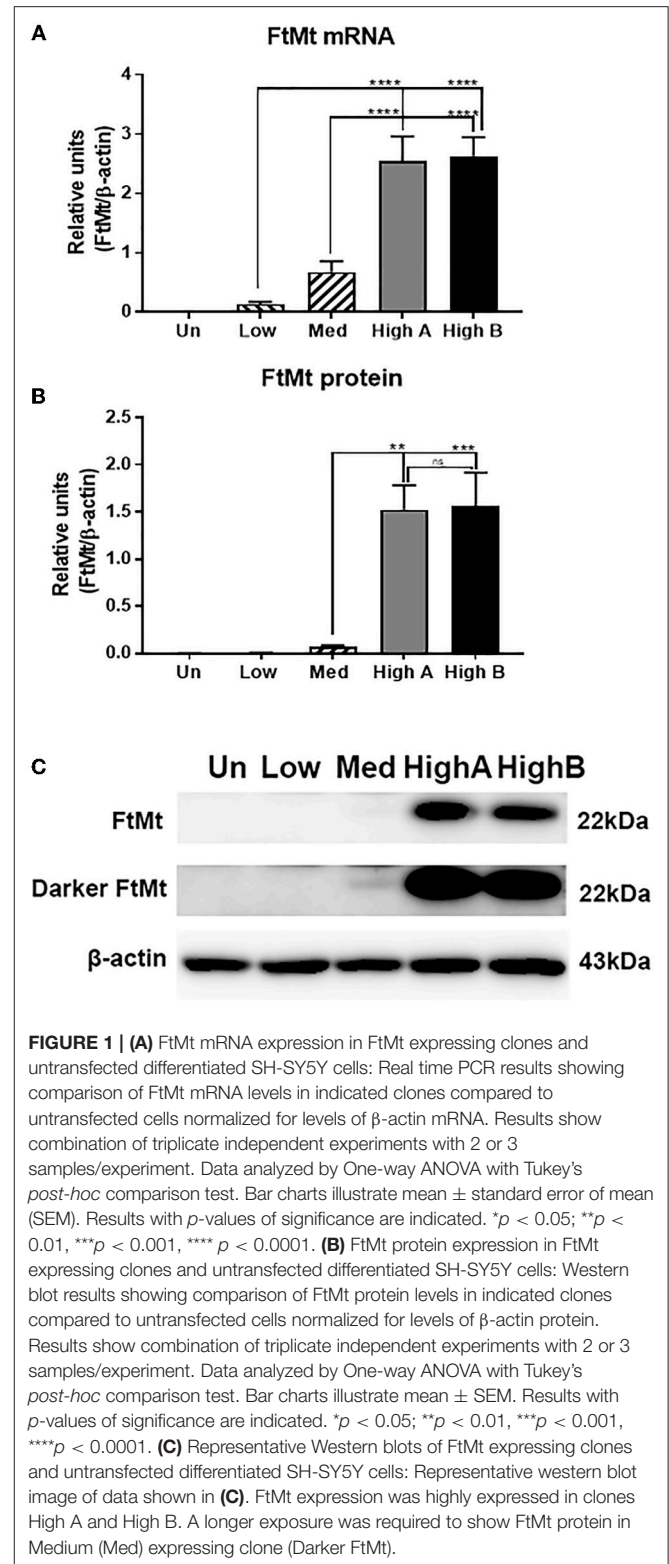 A
FtMt mRNA
Relative units
(FtMt/β-actin)
4
3
2
1
0
**** ****
**** ****
Un Low Med High A High B
B
FtMt protein
Relative units
(FtMt/β-actin)
2.5
2.0
1.5
1.0
0.5
0.0
** ***
ns
Un Low Med High A High B
C
Un Low Med HighA HighB
FtMt 22kDa
Darker FtMt 22kDa
β-actin 43kDa
FIGURE 1 | (A) FtMt mRNA expression in FtMt expressing clones and
untransfected differentiated SH-SY5Y cells: Real time PCR results showing
comparison of FtMt mRNA levels in indicated clones compared to
untransfected cells normalized for levels of β-actin mRNA. Results show
combination of triplicate independent experiments with 2 or 3
samples/experiment. Data analyzed by One-way ANOVA with Tukey's
post-hoc comparison test. Bar charts illustrate mean ± standard error of mean
(SEM). Results with p-values of significance are indicated. *p < 0.05; **p <
0.01, ***p < 0.001, **** p < 0.0001. (B) FtMt protein expression in FtMt
expressing clones and untransfected differentiated SH-SY5Y cells: Western
blot results showing comparison of FtMt protein levels in indicated clones
compared to untransfected cells normalized for levels of β-actin protein.
Results show combination of triplicate independent experiments with 2 or 3
samples/experiment. Data analyzed by One-way ANOVA with Tukey's
post-hoc comparison test. Bar charts illustrate mean ± SEM. Results with
p-values of significance are indicated. *p < 0.05; **p < 0.01, ***p < 0.001,
****p < 0.0001. (C) Representative Western blots of FtMt expressing clones
and untransfected differentiated SH-SY5Y cells: Representative western blot
image of data shown in (C). FtMt expression was highly expressed in clones
High A and High B. A longer exposure was required to show FtMt protein in
Medium (Med) expressing clone (Darker FtMt).